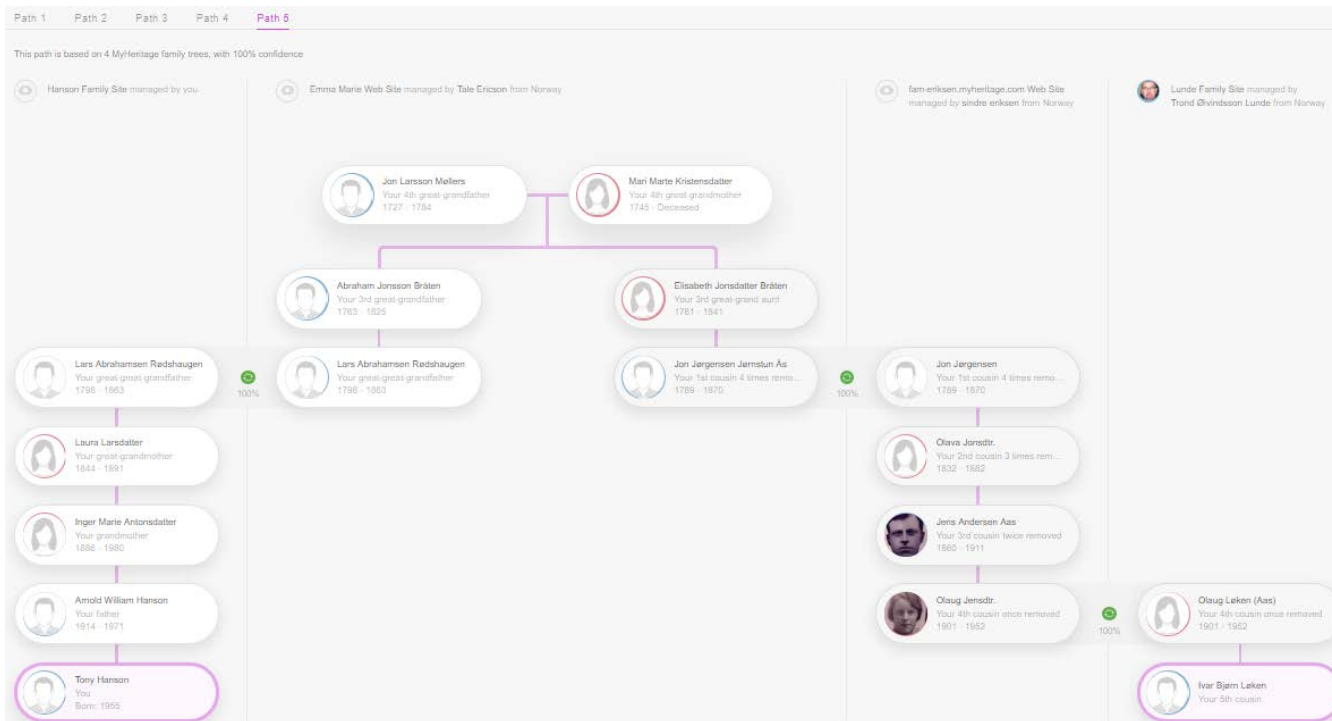 Path 1
Path 2
Path 3
Path 4
Path 5
This path is based on 4 MyHeritage family trees, with 100% confidence
Hanson Family Site managed by you
Emma Marie Web Site managed by Tale Ericson from Norway
fam-eriksen.myheritage.com Web Site
managed by sindre eriksen from Norway
Lunde Family Site managed by
Trond Øivindsson Lunde from Norway
Jon Larsson Møllers
Your 4th great-grandfather
1727 - 1784
Mari Marte Kristensdatter
Your 4th great grandmother
1745 - Deceased
Abraham Jonsson Bråten
Your 3rd great-grandfather
1763 - 1825
Elisabeth Jonsdatter Bråten
Your 3rd great-grand aunt
1761 - 1841
Lars Abrahamsen Rødshaugen
Your great-great-grandfather
1798 - 1863
100%
Lars Abrahamsen Rødshaugen
Your great-great-grandfather
1798 - 1863
Jon Jørgensen Jørnstun Ås
Your 1st cousin 4 times remo...
1789 - 1870
100%
Jon Jørgensen
Your 1st cousin 4 times remo...
1789 - 1870
Laura Larsdatter
Your great-grandmother
1844 - 1891
Olava Jonsdtr.
Your 2nd cousin 3 times rem...
1832 - 1882
Inger Marie Antonsdatter
Your grandmother
1886 - 1980
Jens Andersen Aas
Your 3rd cousin twice removed
1860 - 1911
Arnold William Hanson
Your father
1914 - 1971
Olaug Jensdtr.
Your 4th cousin once removed
1901 - 1952
100%
Olaug Løken (Aas)
Your 4th cousin once removed
1901 - 1952
Tony Hanson
You
Born: 1955
Ivar Bjørn Løken
Your 5th cousin